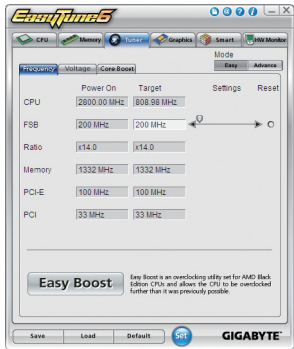 EasyTune6
CPU Memory Tuner Graphics Smart HW Monitor
Mode
Easy Advance
Frequency Voltage Core Boost
Power On Target Settings Reset
CPU 2800.00 MHz 808.98 MHz
FSB 200 MHz 200 MHz
Ratio x14.0 x14.0
Memory 1332 MHz 1332 MHz
PCI-E 100 MHz 100 MHz
PCI 33 MHz 33 MHz
Easy Boost
Easy Boost is an overclocking utility set for AMD Black
Edition CPUs and allows the CPU to be overclocked
further than it was previously possible.
Save Load Default Set GIGABYTE